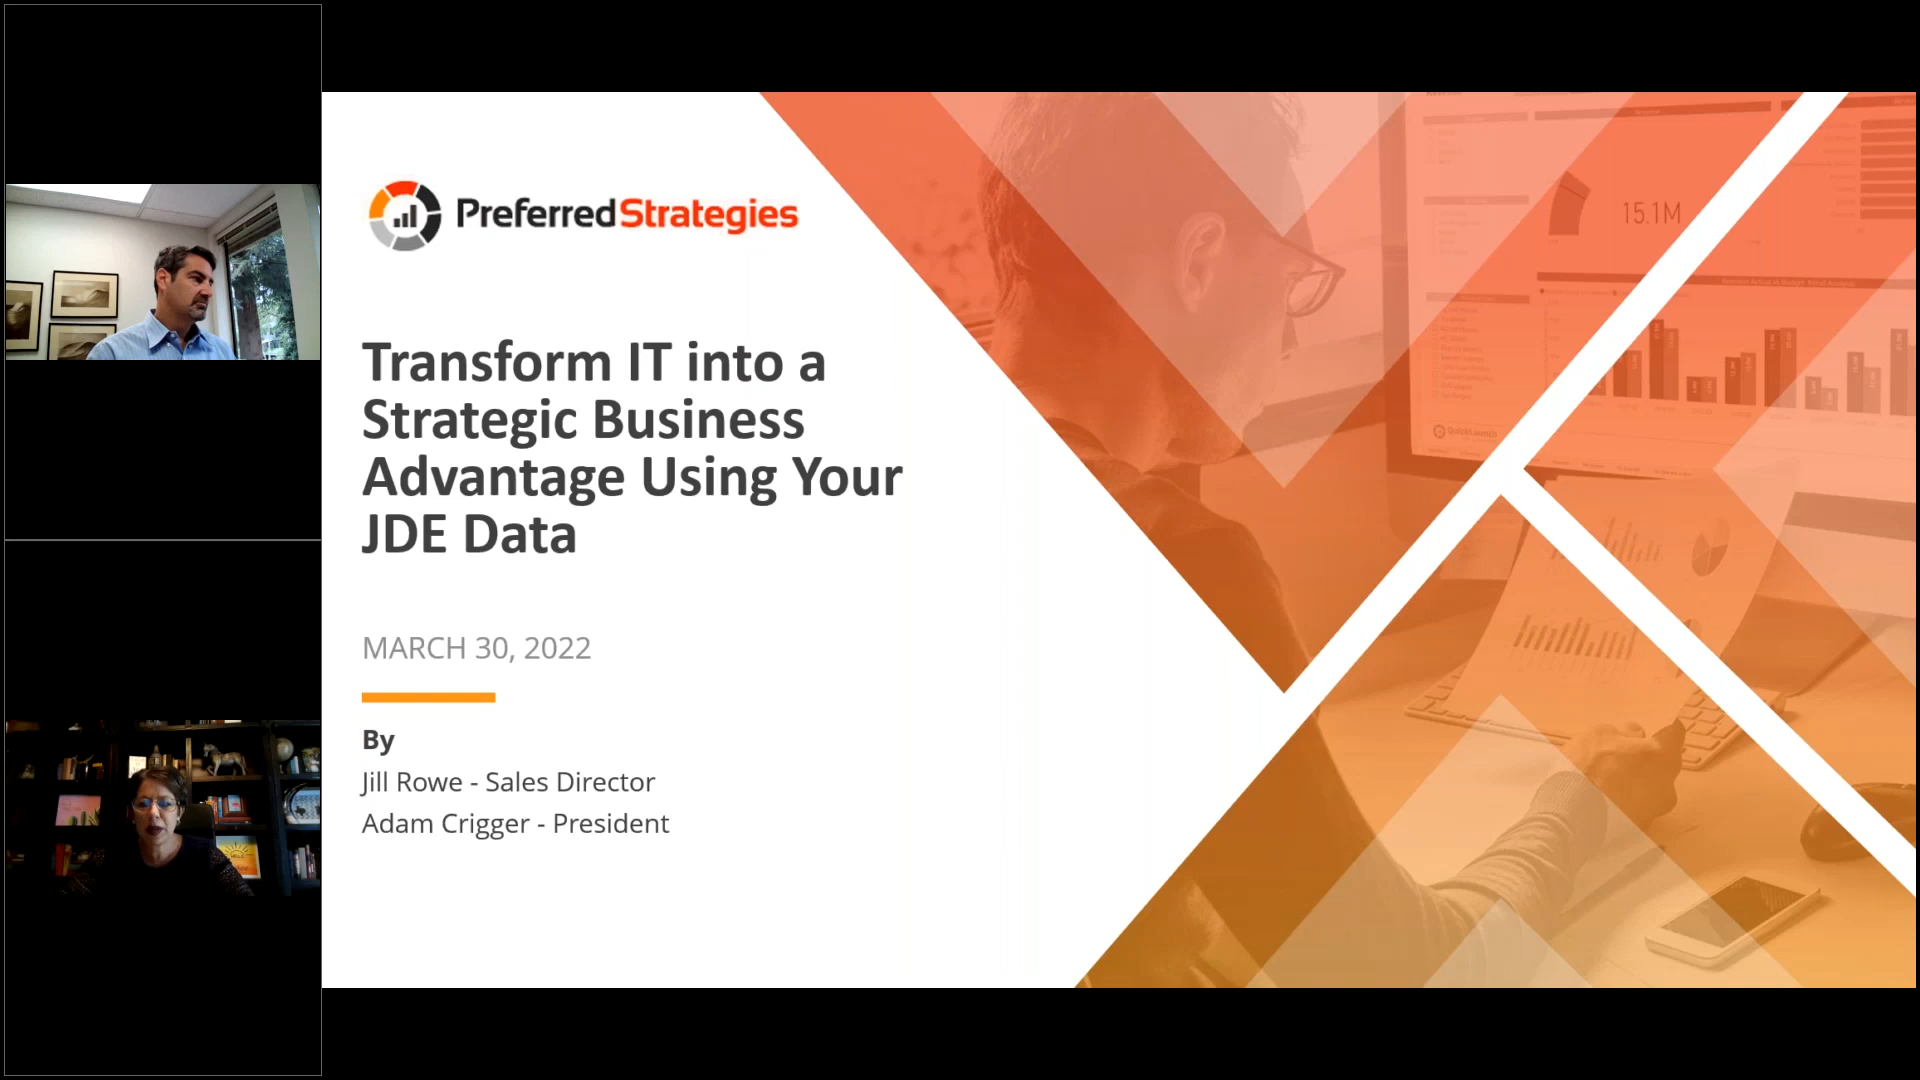 PreferredStrategies
Transform IT into a
Strategic Business
Advantage Using Your
JDE Data
MARCH 30, 2022
By
Jill Rowe - Sales Director
Adam Crigger - President
15.1M
QuickLaunch